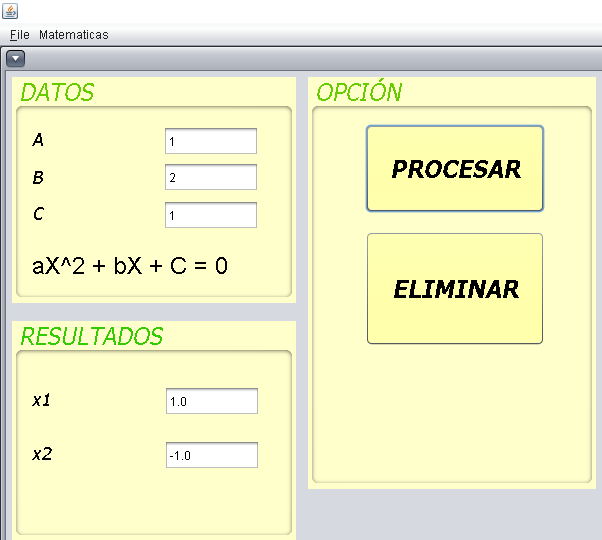 File Matematicas
DATOS
A 1
B 2
C 1
aX^2 + bX + C = 0
RESULTADOS
x1 1.0
x2 -1.0
OPCIÓN
PROCESAR
ELIMINAR